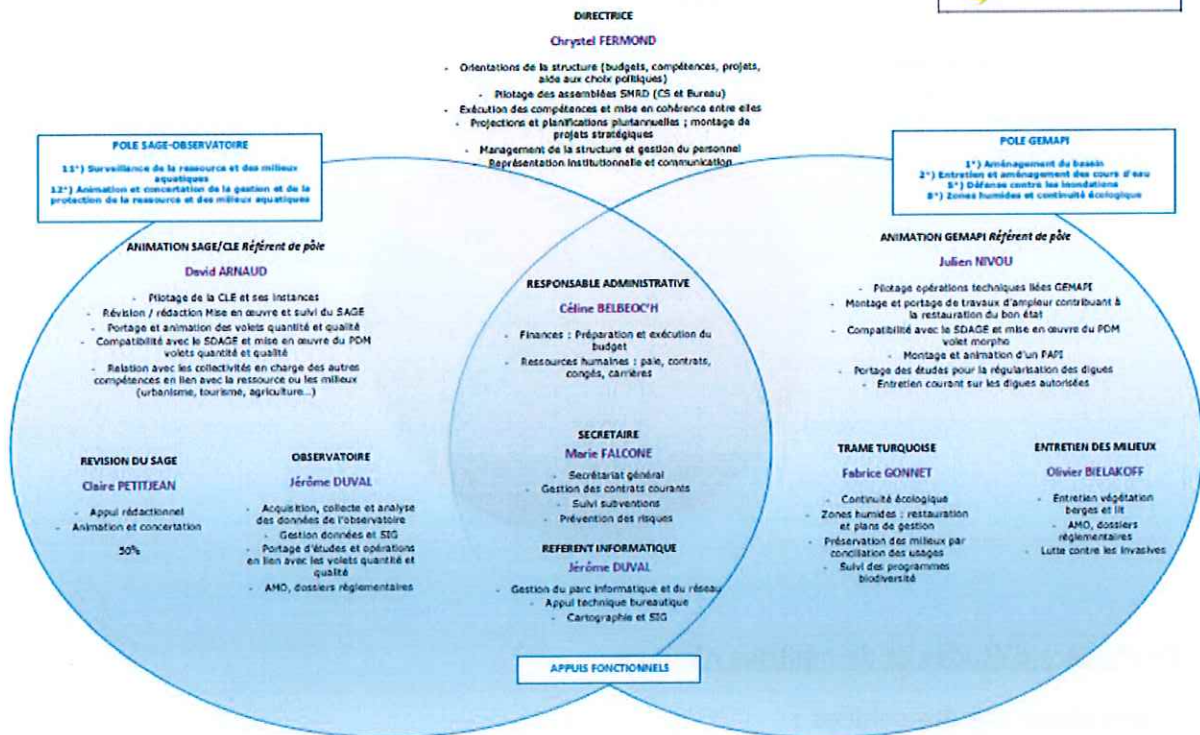 DIRECTRICE
Chrystel FERMOND
- Orientations de la structure (budgets, compétences, projets,
aide aux choix politiques)
- Pilotage des assemblées SMRD (CS et Bureau)
- Exécution des compétences et mise en cohérence entre elles
- Projections et planifications pluriannuelles ; montage de
projets stratégiques
- Management de la structure et gestion du personnel
- Représentation institutionnelle et communication
POLE SAGE-OBSERVATOIRE
11°) Surveillance de la ressource et des milieux
aquatiques
12°) Animation et concertation de la gestion et de la
protection de la ressource et des milieux aquatiques
POLE GEMAPI
1°) Aménagement du bassin
2°) Entretien et aménagement des cours d'eau
5°) Défense contre les inondations
8°) Zones humides et continuité écologique
ANIMATION SAGE/CLE Référent de pôle
David ARNAUD
- Pilotage de la CLE et ses instances
- Révision / rédaction Mise en œuvre et suivi du SAGE
- Portage et animation des volets quantité et qualité
- Compatibilité avec le SDAGE et mise en œuvre du PDM
volets quantité et qualité
- Relation avec les collectivités en charge des autres
compétences en lien avec la ressource ou les milieux
(urbanisme, tourisme, agriculture...)
RESPONSABLE ADMINISTRATIVE
Céline BELBEOC'H
- Finances : Préparation et exécution du
budget
- Ressources humaines : paie, contrats,
congés, carrières
ANIMATION GEMAPI Référent de pôle
Julien NIVOU
- Pilotage opérations techniques liées GEMAPI
- Montage et portage de travaux d'ampleur contribuant à
la restauration du bon état
- Compatibilité avec le SDAGE et mise en œuvre du PDM
volet morpho
- Montage et animation d'un PAPI
- Portage des études pour la régularisation des digues
- Entretien courant sur les digues autorisées
REVISION DU SAGE
Claire PETITJEAN
- Appui rédactionnel
- Animation et concertation
50%
OBSERVATOIRE
Jérôme DUVAL
- Acquisition, collecte et analyse
des données de l'observatoire
- Gestion données et SIG
- Portage d'études et opérations
en lien avec les volets quantité et
qualité
- AMO, dossiers règlementaires
SECRETAIRE
Marie FALCONE
- Secrétariat général
- Gestion des contrats courants
- Suivi subventions
- Prévention des risques
REFERENT INFORMATIQUE
Jérôme DUVAL
- Gestion du parc informatique et du réseau
- Appui technique bureautique
- Cartographie et SIG
TRAME TURQUOISE
Fabrice GONNET
- Continuité écologique
- Zones humides : restauration
et plans de gestion
- Préservation des milieux par
conciliation des usages
- Suivi des programmes
biodiversité
ENTRETIEN DES MILIEUX
Olivier BIELAKOFF
- Entretien végétation
berges et lit
- AMO, dossiers
règlementaires
- Lutte contre les invasives
APPUIS FONCTIONNELS